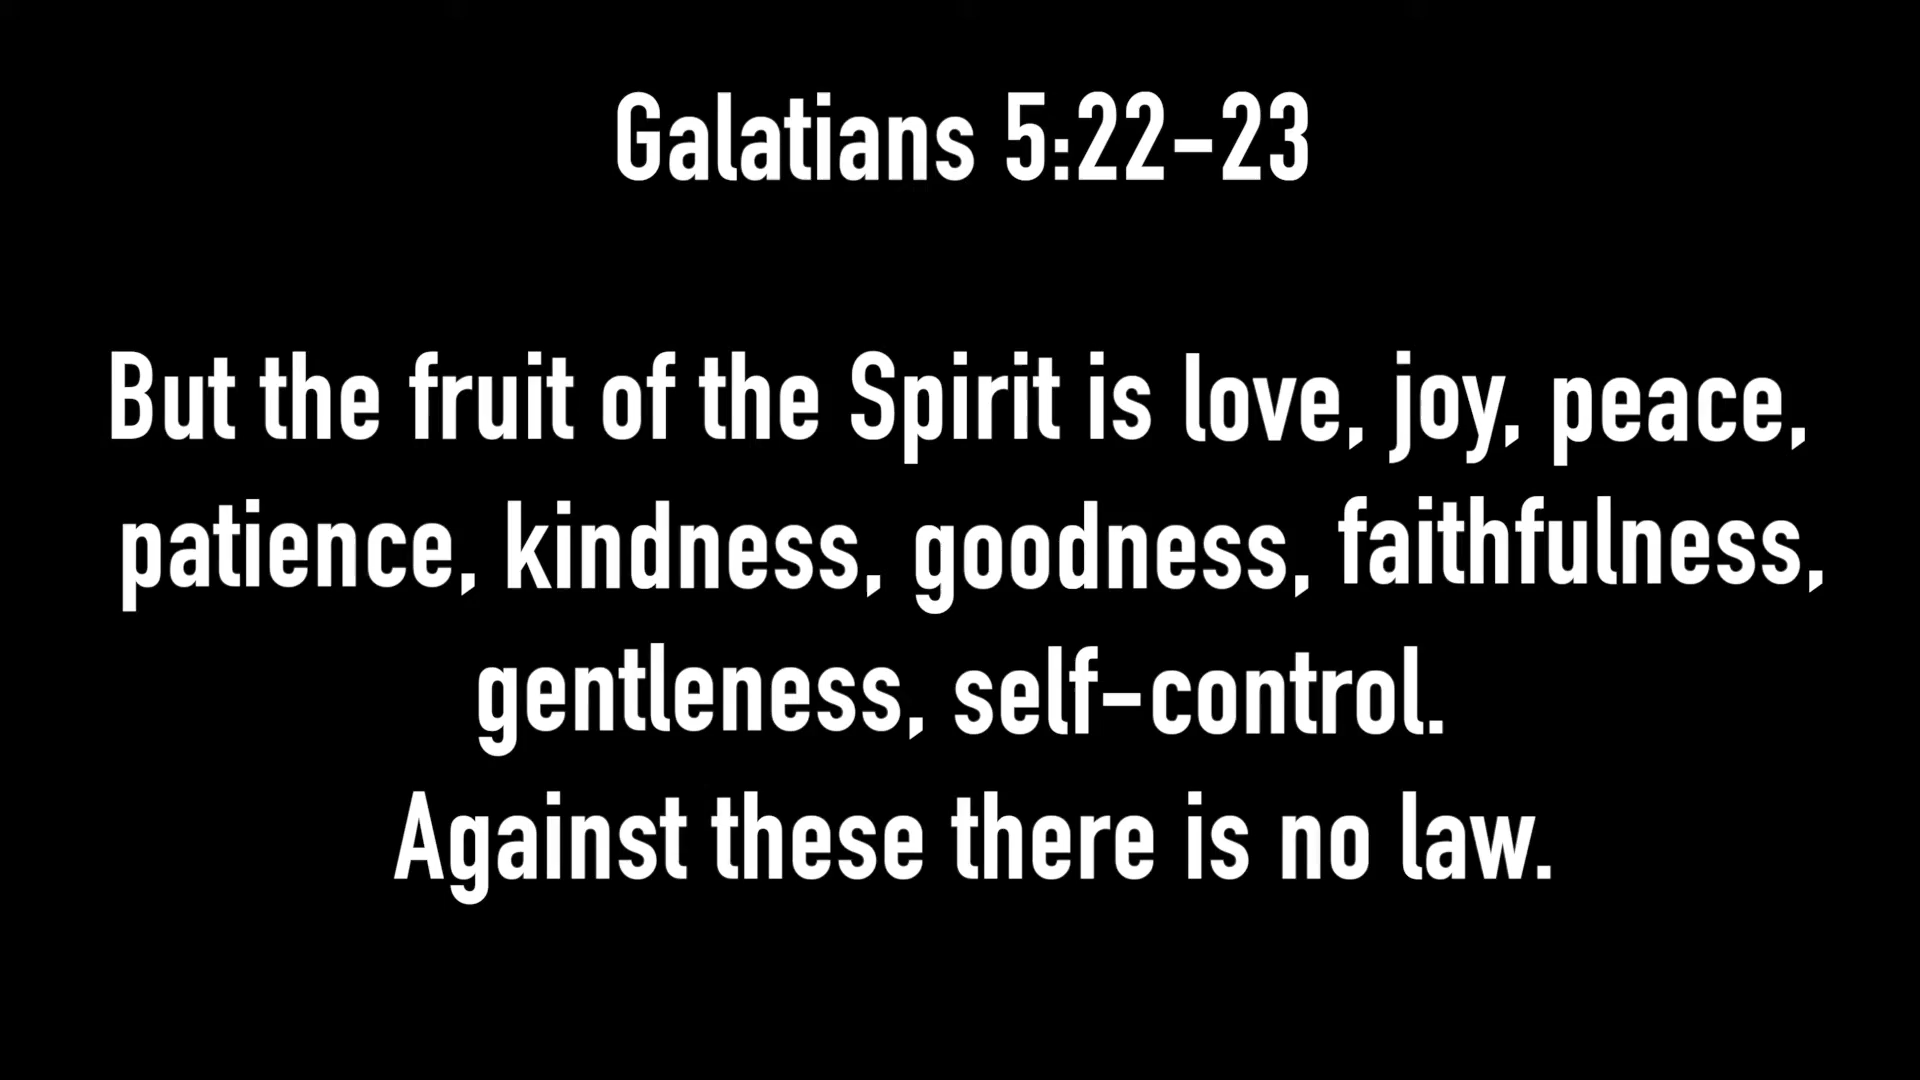 Galatians 5:22-23
But the fruit of the Spirit is love, joy, peace,
patience, kindness, goodness, faithfulness,
gentleness, self-control.
Against these there is no law.